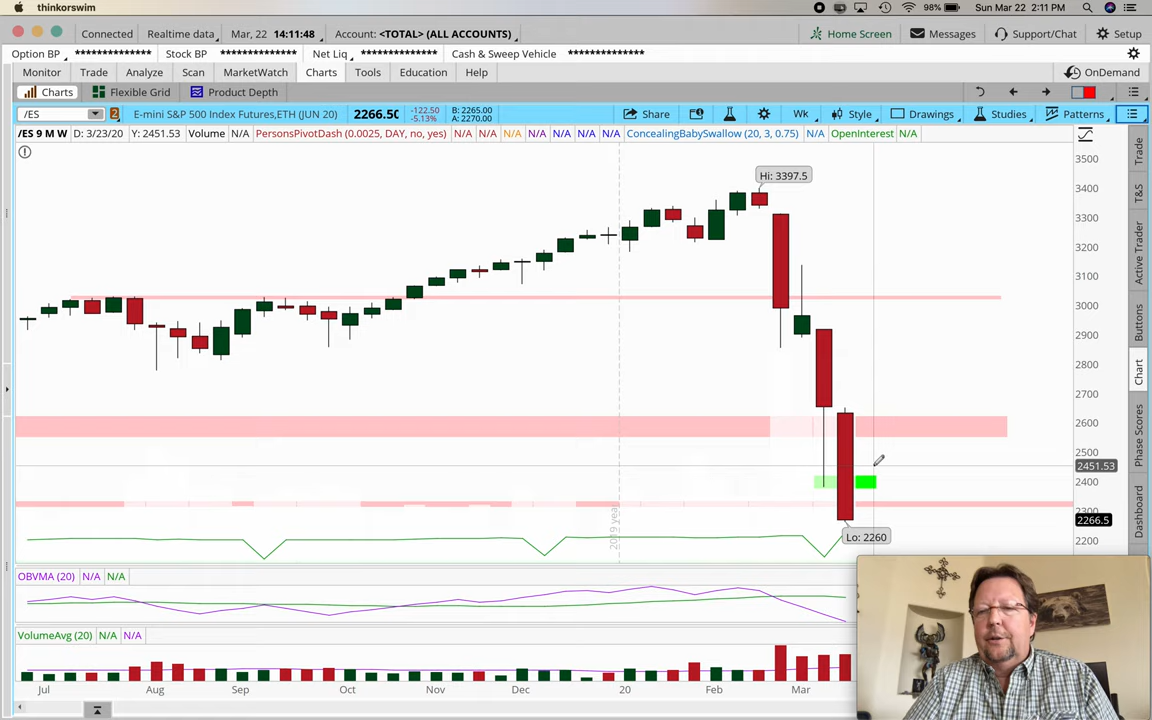 thinkorswim 98% Sun Mar 22 2:11 PM
Connected Realtime data Mar, 22 14:11:48 Account: <TOTAL> (ALL ACCOUNTS) Home Screen Messages Support/Chat Setup
Option BP ************** Stock BP ************** Net Liq ************** Cash & Sweep Vehicle **************
Monitor Trade Analyze Scan MarketWatch Charts Tools Education Help OnDemand
Charts Flexible Grid Product Depth
/ES 2 E-mini S&P 500 Index Futures,ETH (JUN 20) 2266.50 -122.50 -5.13% B: 2265.00 A: 2270.00 Share Wk Style Drawings Studies Patterns
/ES 9 M W D: 3/23/20 Y: 2451.53 Volume N/A PersonsPivotDash (0.0025, DAY, no, yes) N/A N/A N/A N/A N/A N/A N/A ConcealingBabySwallow (20, 3, 0.75) N/A OpenInterest N/A
Hi: 3397.5
3500
3400
3300
3200
3100
3000
2900
2800
2700
2600
2500
2451.53
2400
2300
2266.5
2200
Lo: 2260
2019 year
OBVMA (20) N/A N/A
VolumeAvg (20) N/A N/A
Jul Aug Sep Oct Nov Dec 20 Feb Mar
Trade
T&S
Active Trader
Buttons
Chart
Phase Scores
Dashboard